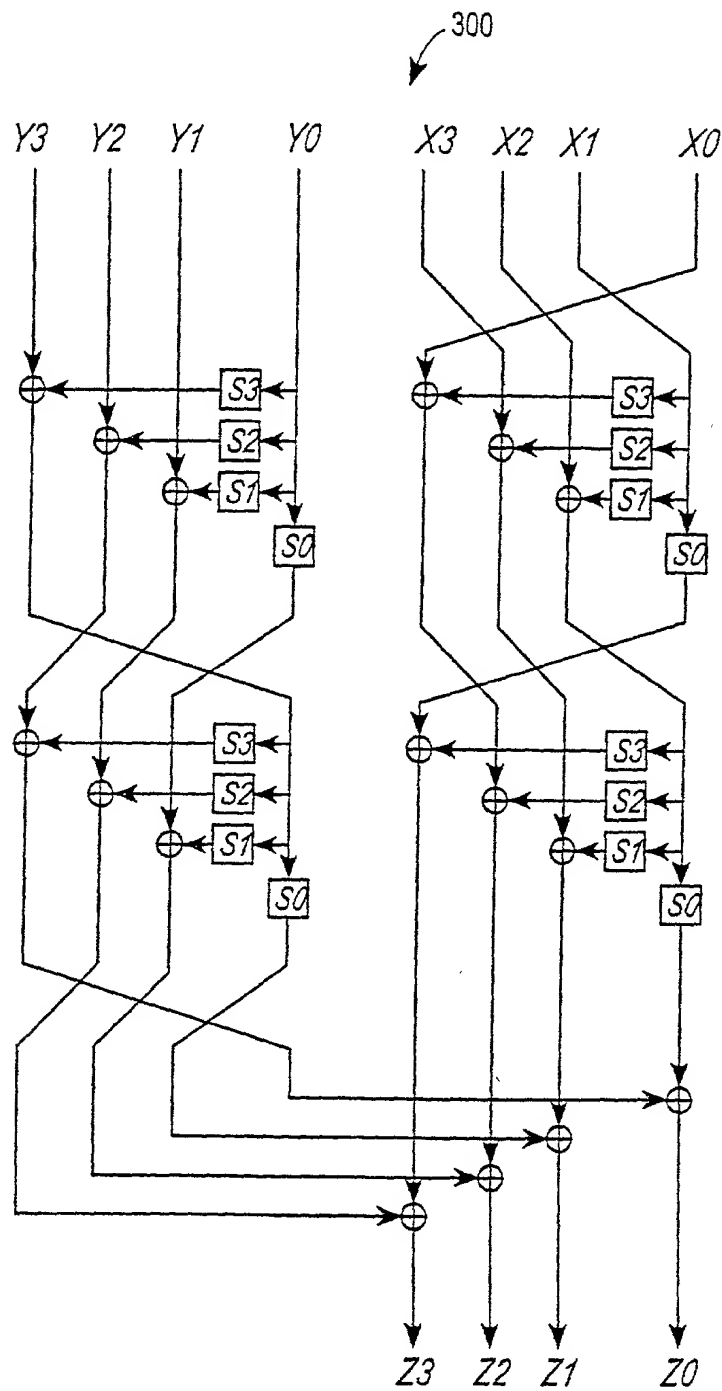 300
Y3 Y2 Y1 Y0 X3 X2 X1 X0
S3 S3
S2 S2
S1 S1
S0 S0
S3 S3
S2 S2
S1 S1
S0 S0
Z3 Z2 Z1 Z0